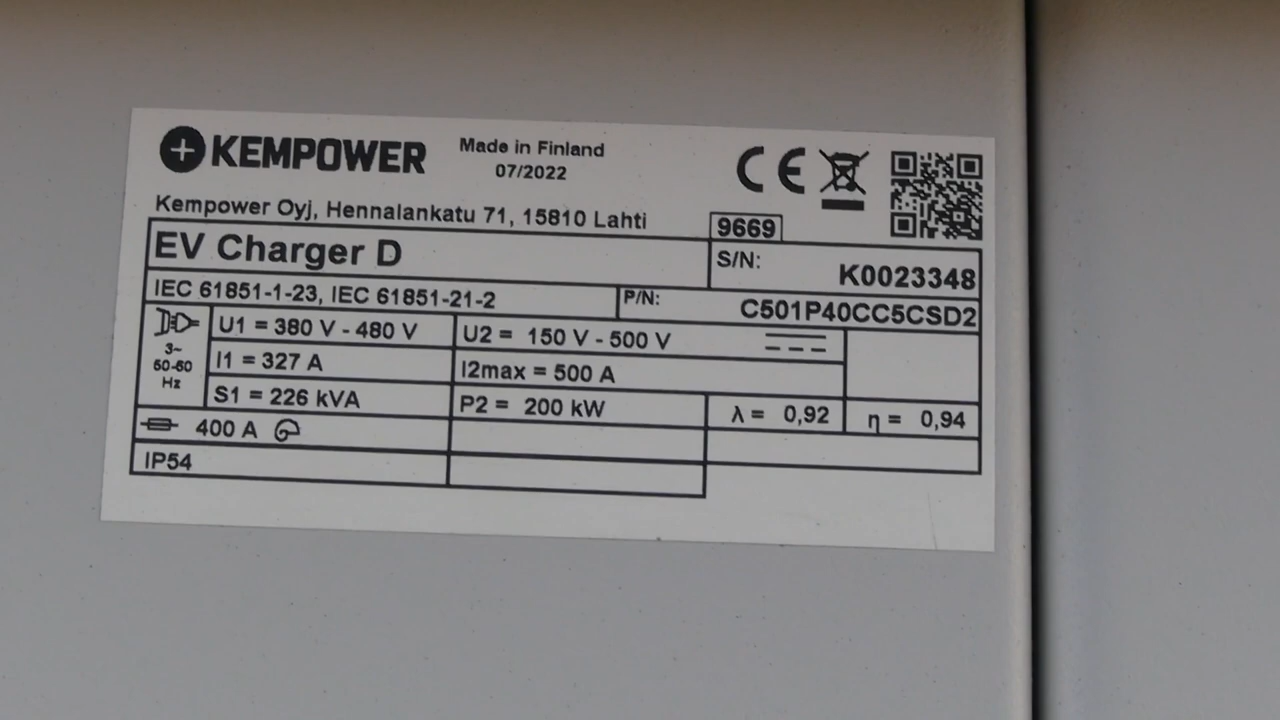 KEMPOWER
Made in Finland
07/2022
Kempower Oyj, Hennalankatu 71, 15810 Lahti
9669
EV Charger D
S/N: K0023348
IEC 61851-1-23, IEC 61851-21-2
P/N: C501P40CC5CSD2
3~
50-60
Hz
U1 = 380 V - 480 V
U2 = 150 V - 500 V
I1 = 327 A
I2max = 500 A
S1 = 226 kVA
P2 = 200 kW
λ = 0,92
η = 0,94
400 A
IP54